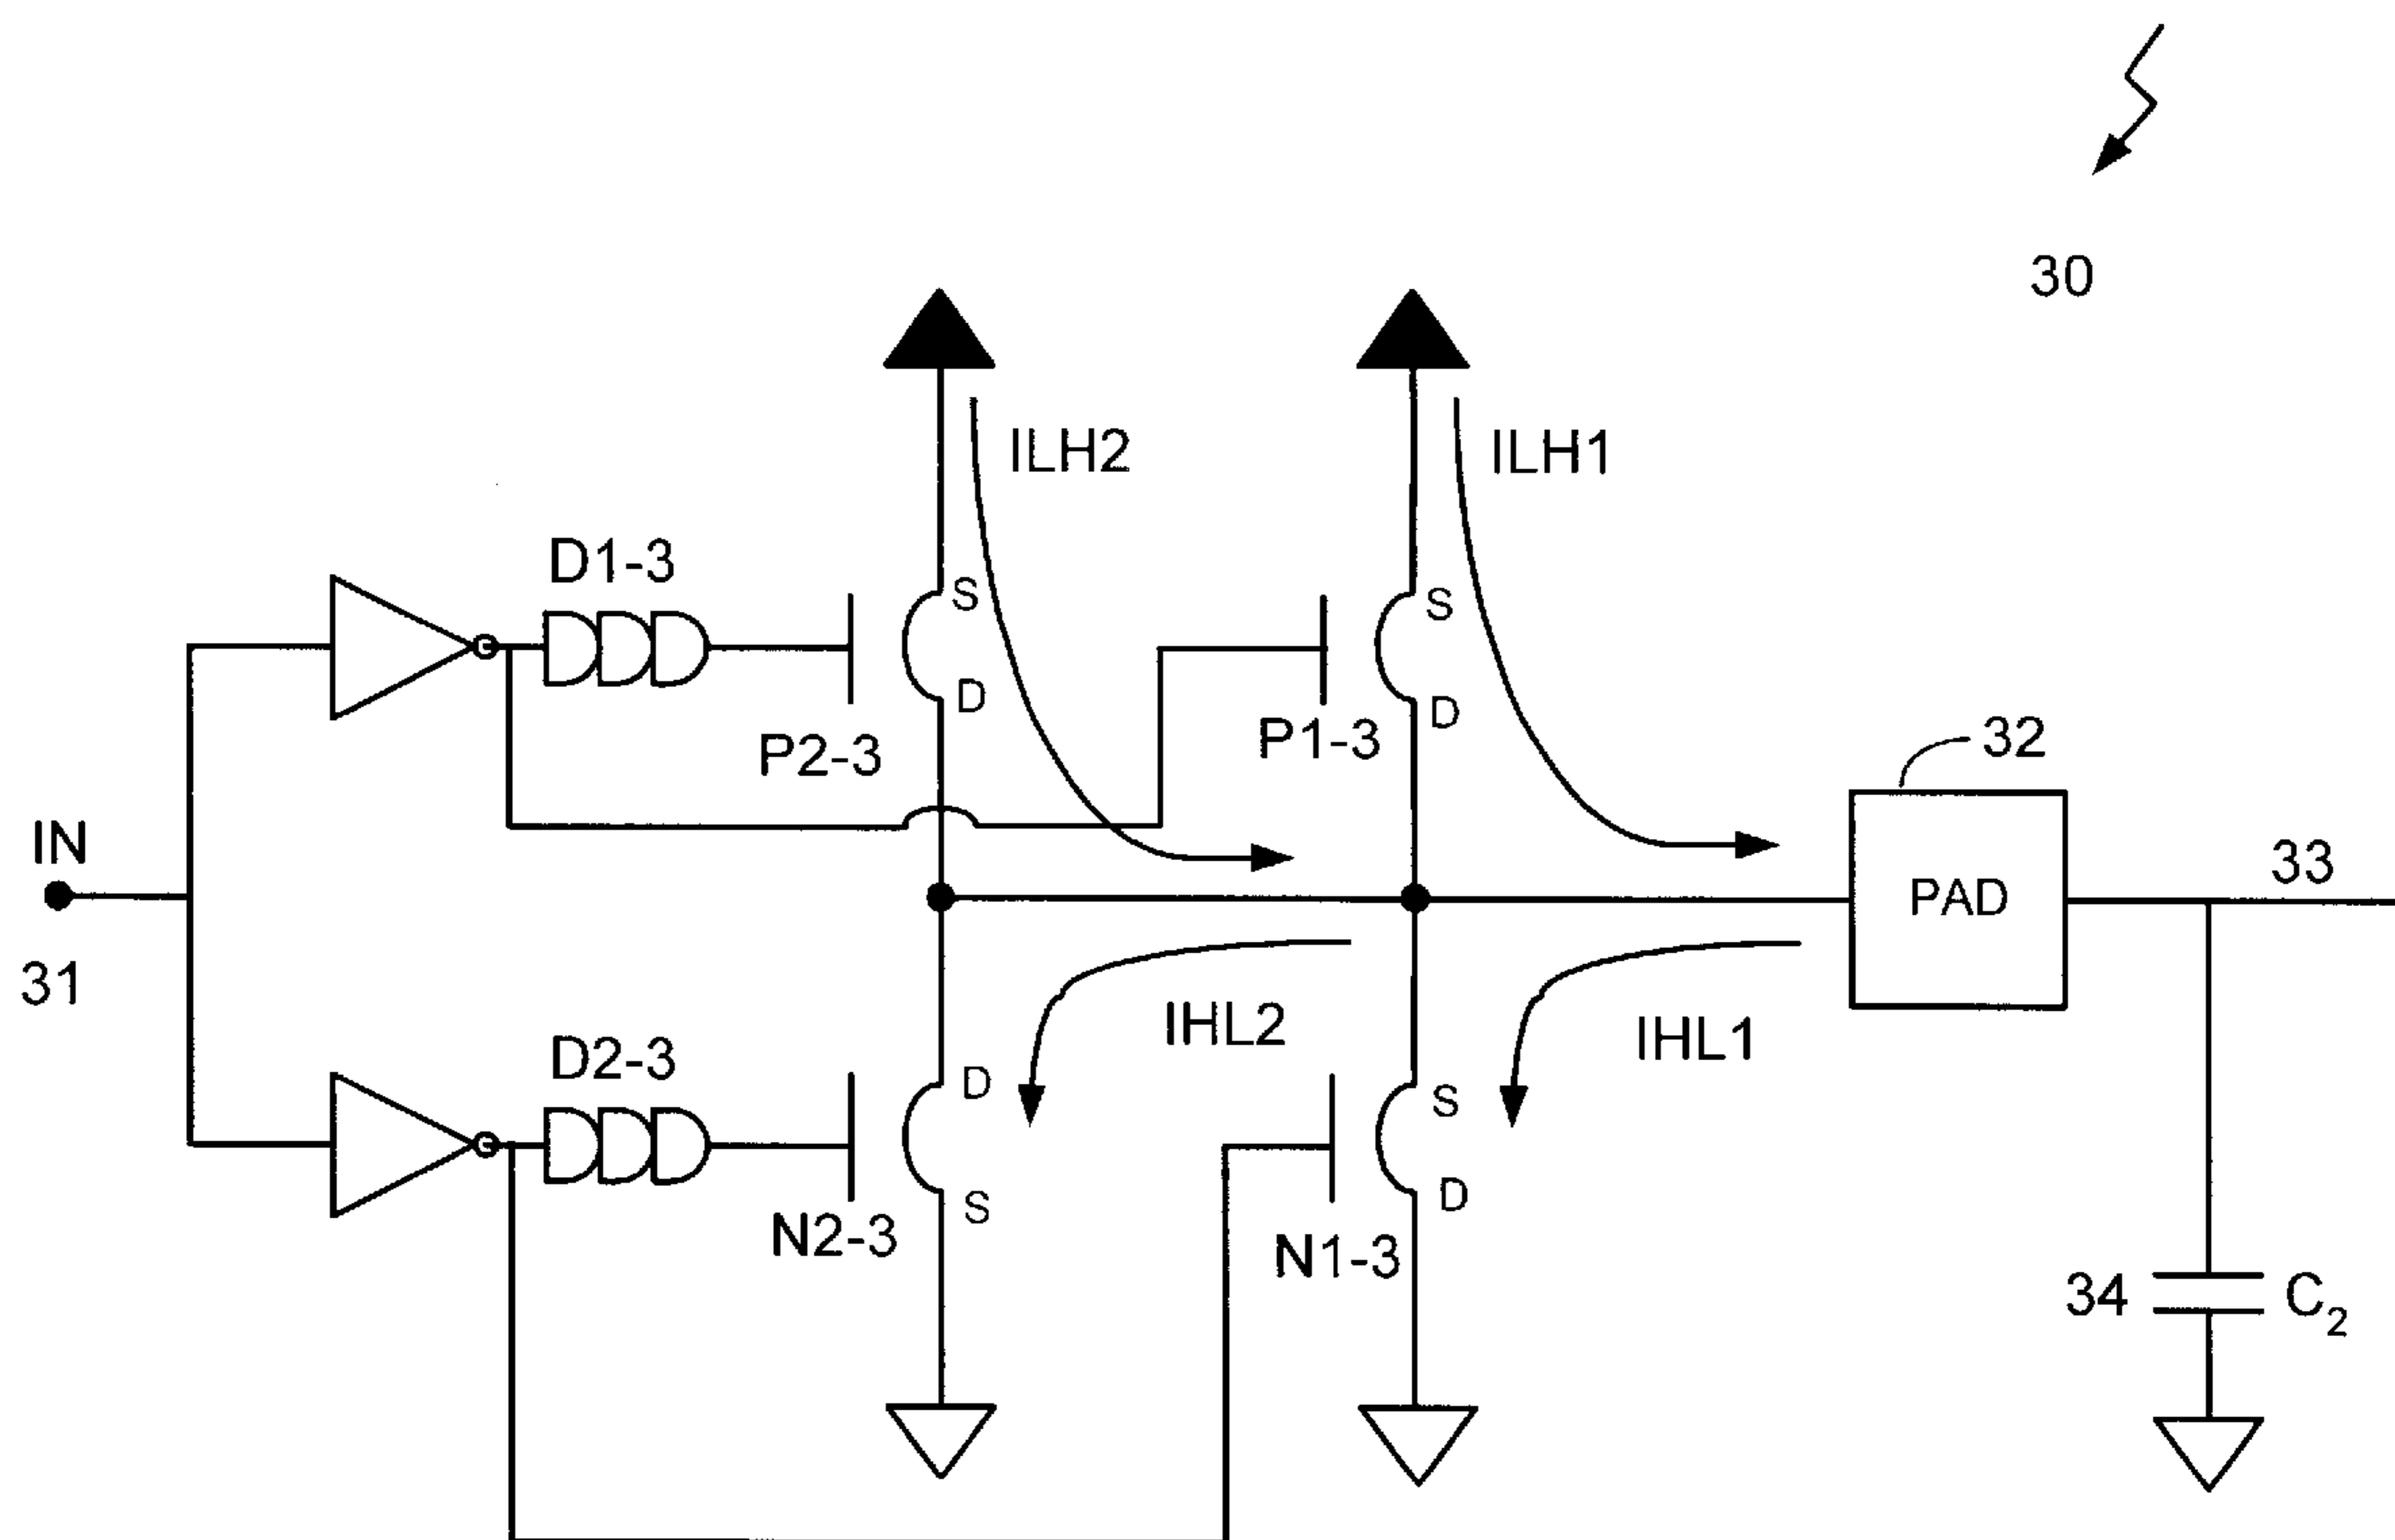 30
ILH2
ILH1
D1-3
S
S
D
D
P2-3
P1-3
32
IN
PAD
33
31
IHL2
IHL1
D2-3
D
S
S
D
N2-3
N1-3
34
C₂